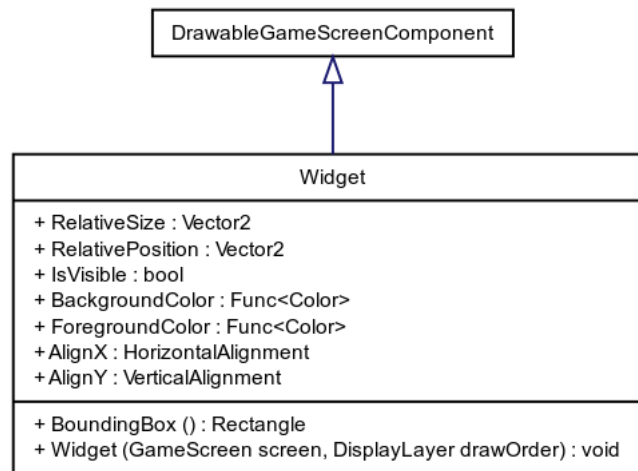 DrawableGameScreenComponent
Widget
+ RelativeSize : Vector2
+ RelativePosition : Vector2
+ IsVisible : bool
+ BackgroundColor : Func<Color>
+ ForegroundColor : Func<Color>
+ AlignX : HorizontalAlignment
+ AlignY : VerticalAlignment
+ BoundingBox () : Rectangle
+ Widget (GameScreen screen, DisplayLayer drawOrder) : void